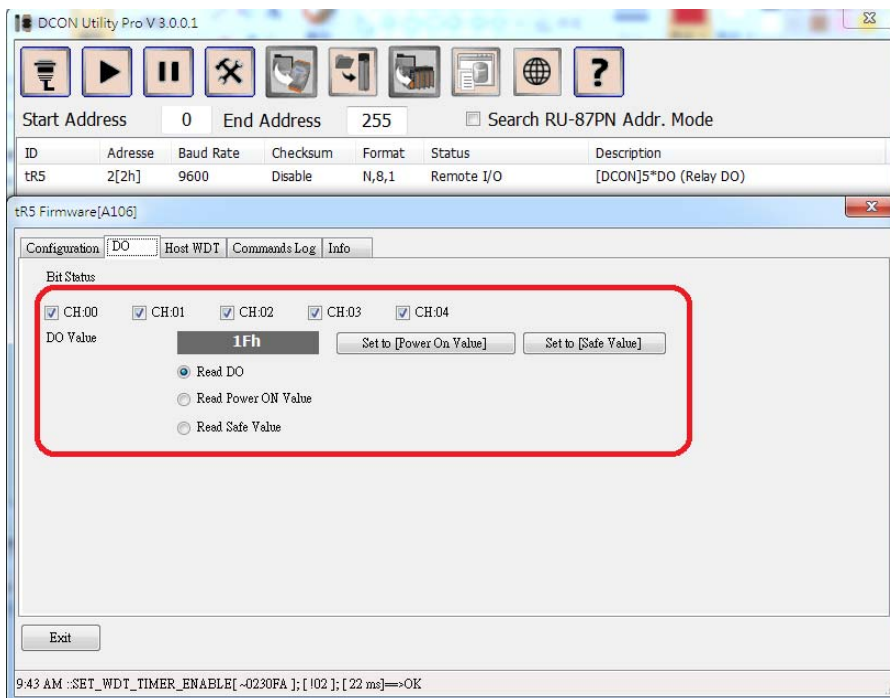 DCON Utility Pro V 3.0.0.1
Start Address 0 End Address 255 Search RU-87PN Addr. Mode
ID Adresse Baud Rate Checksum Format Status Description
tR5 2[2h] 9600 Disable N,8,1 Remote I/O [DCON]5*DO (Relay DO)
tR5 Firmware[A106]
Configuration DO Host WDT Commands Log Info
Bit Status
CH:00 CH:01 CH:02 CH:03 CH:04
DO Value 1Fh Set to [Power On Value] Set to [Safe Value]
Read DO
Read Power ON Value
Read Safe Value
Exit
9:43 AM ::SET_WDT_TIMER_ENABLE[ ~0230FA ]; [ !02 ]; [ 22 ms]==>OK